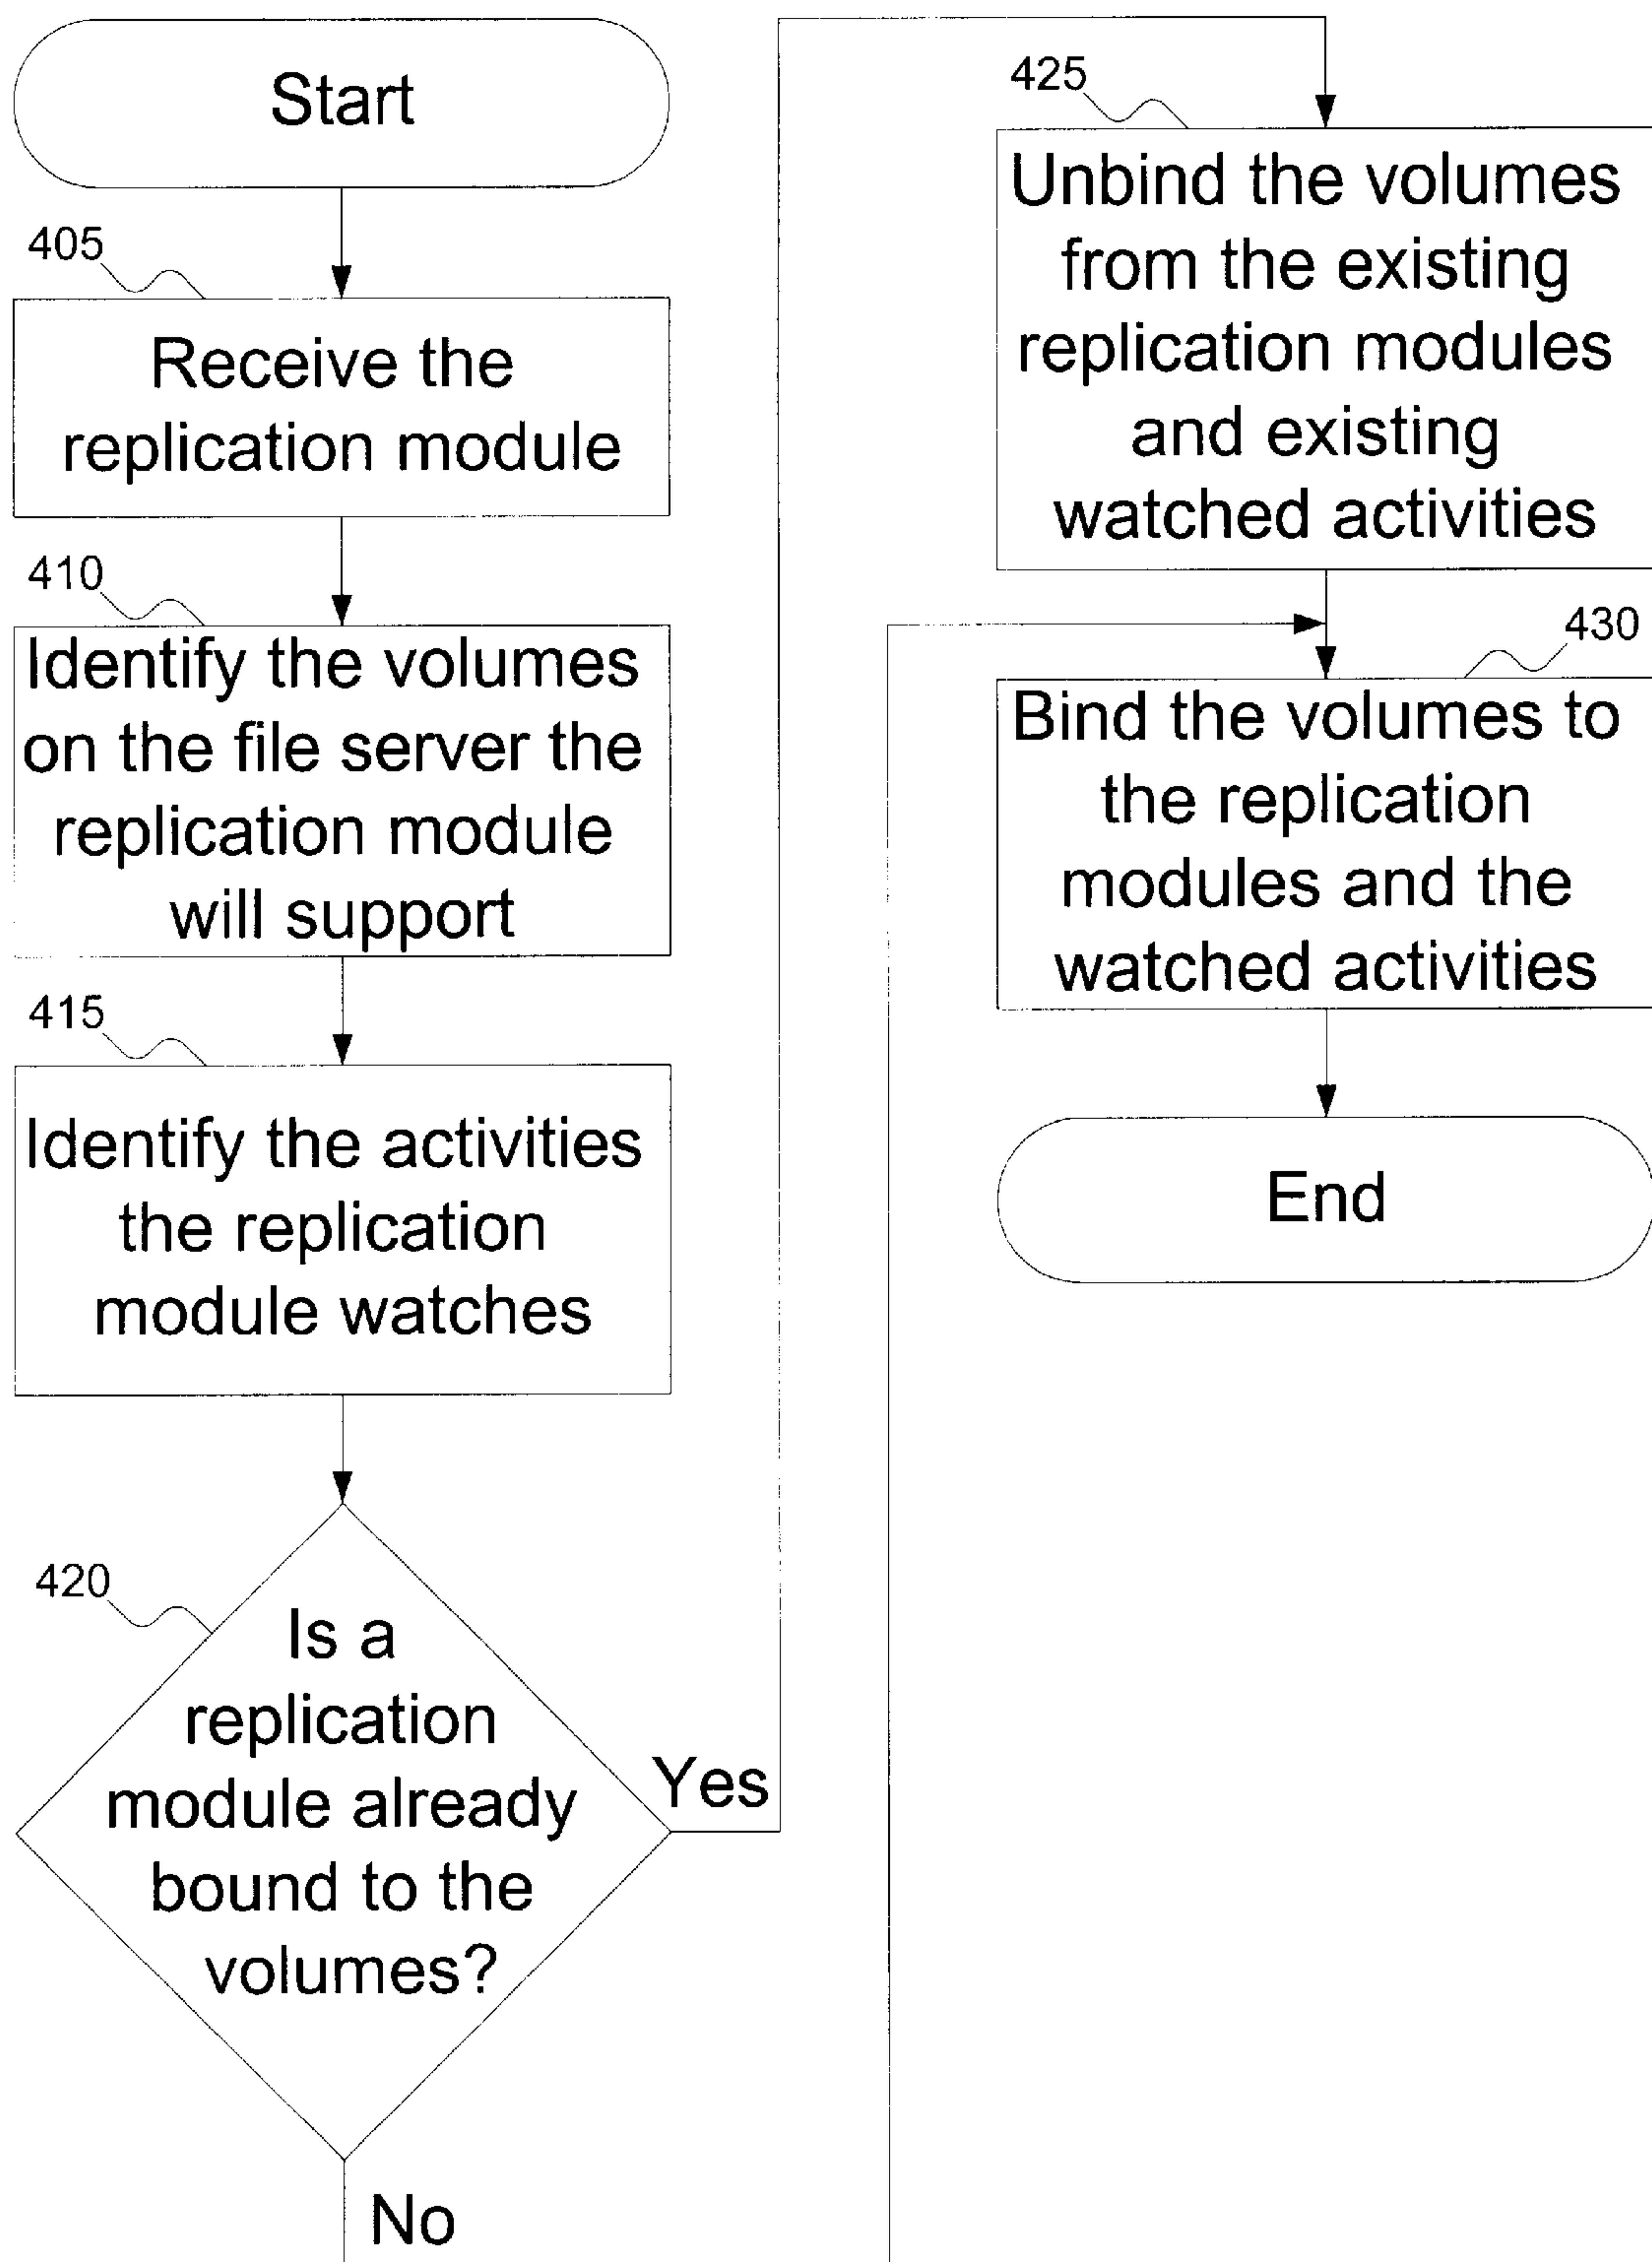 Start
405
Receive the
replication module
410
Identify the volumes
on the file server the
replication module
will support
415
Identify the activities
the replication
module watches
420
Is a
replication
module already
bound to the
volumes?
Yes
No
425
Unbind the volumes
from the existing
replication modules
and existing
watched activities
430
Bind the volumes to
the replication
modules and the
watched activities
End